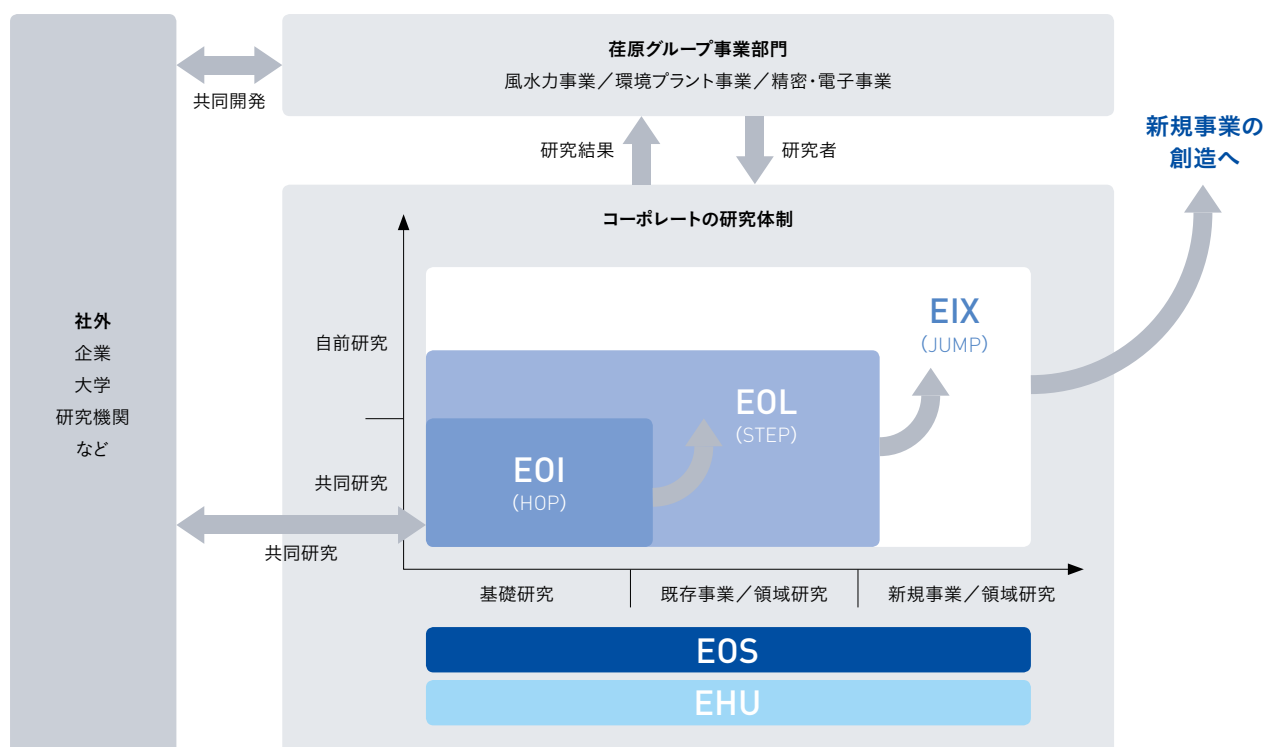 荏原グループ事業部門
風水力事業／環境プラント事業／精密・電子事業
共同開発
研究結果
研究者
新規事業の
創造へ
社外
企業
大学
研究機関
など
コーポレートの研究体制
自前研究
共同研究
EIX
(JUMP)
EOL
(STEP)
EOI
(HOP)
共同研究
基礎研究
既存事業／領域研究
新規事業／領域研究
EOS
EHU